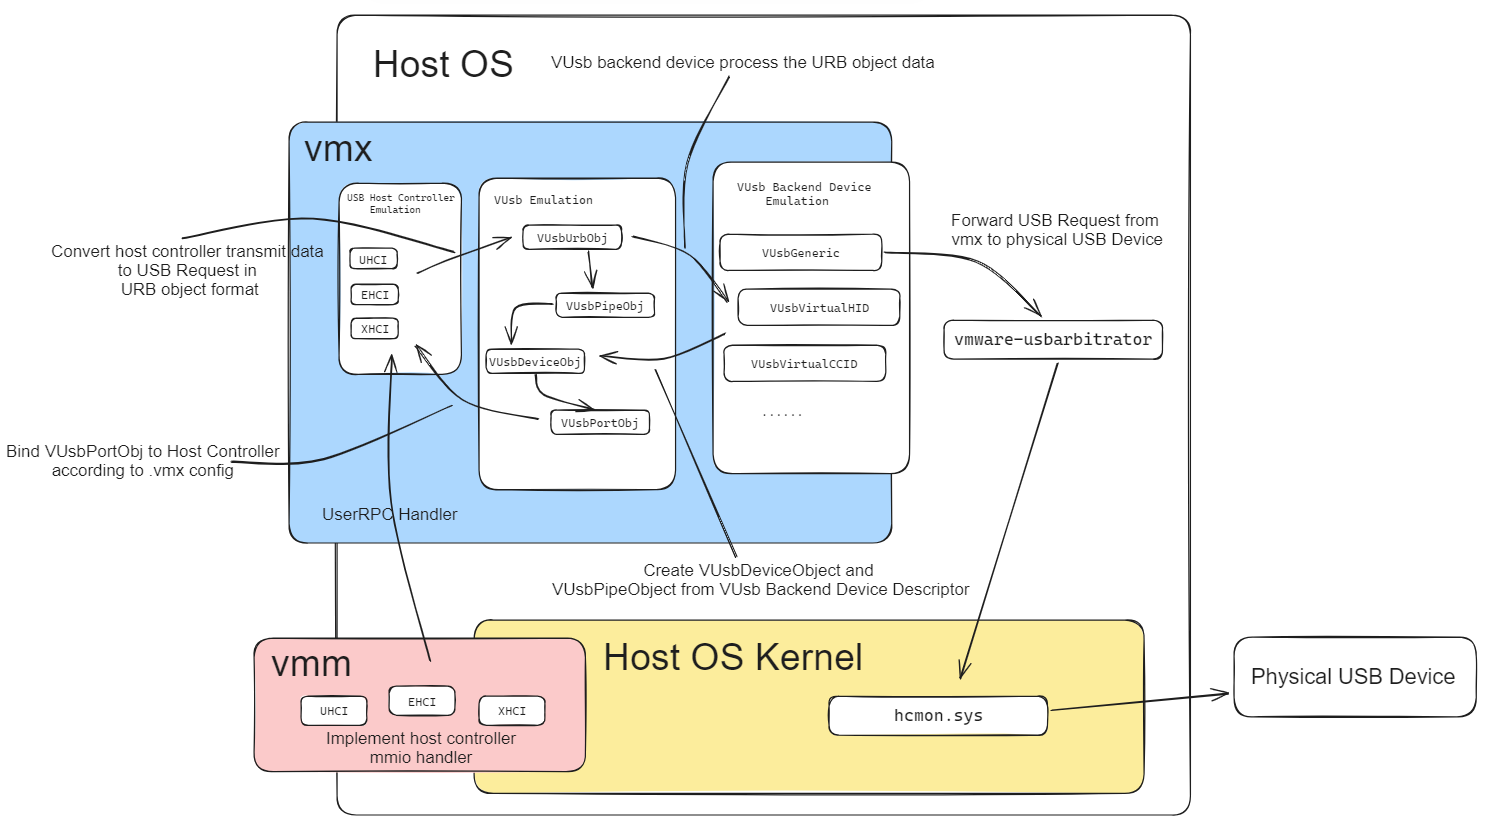 Host OS
VUsb backend device process the URB object data
vmx
USB Host Controller
Emulation
UHCI
EHCI
XHCI
VUsb Emulation
VUsbUrbObj
VUsbPipeObj
VUsbDeviceObj
VUsbPortObj
VUsb Backend Device
Emulation
VUsbGeneric
VUsbVirtualHID
VUsbVirtualCCID
......
Forward USB Request from
vmx to physical USB Device
vmware-usbarbitrator
Convert host controller transmit data
to USB Request in
URB object format
Bind VUsbPortObj to Host Controller
according to .vmx config
UserRPC Handler
Create VUsbDeviceObject and
VUsbPipeObject from VUsb Backend Device Descriptor
vmm
UHCI
EHCI
XHCI
Implement host controller
mmio handler
Host OS Kernel
hcmon.sys
Physical USB Device